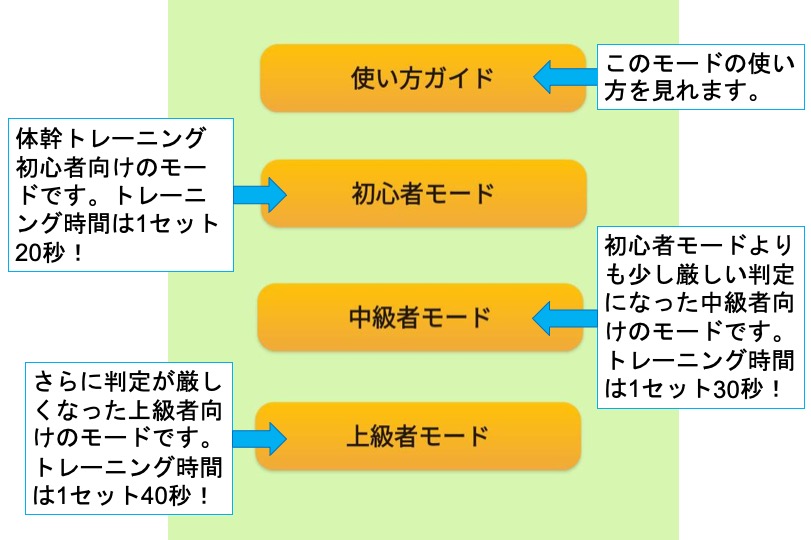 使い方ガイド
このモードの使い
方を見れます。
体幹トレーニング
初心者向けのモー
ドです。トレーニ
ング時間は1セット
20秒！
初心者モード
初心者モードより
も少し厳しい判定
になった中級者向
けのモードです。
トレーニング時間
は1セット30秒！
中級者モード
さらに判定が厳し
くなった上級者向
けのモードです。
トレーニング時間
は1セット40秒！
上級者モード